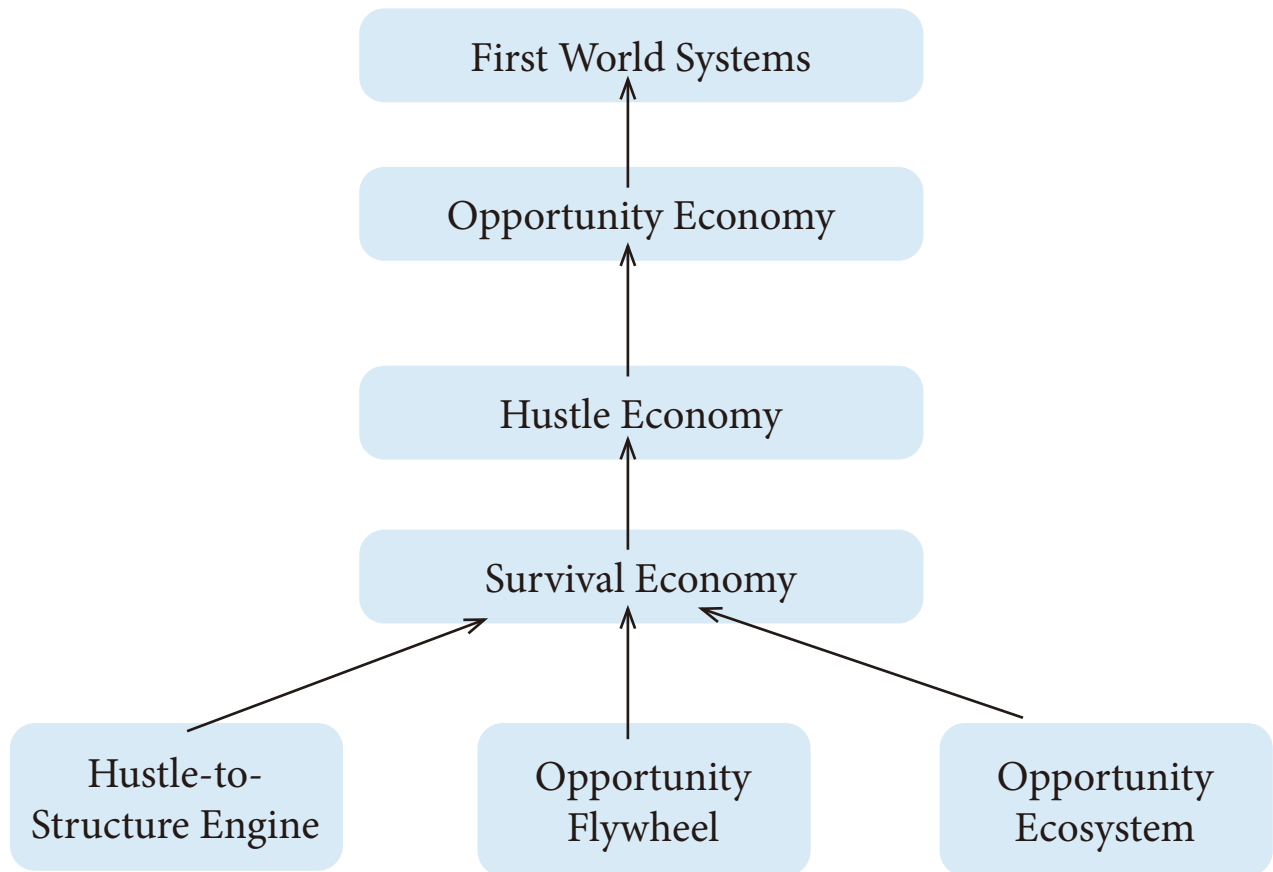 First World Systems
Opportunity Economy
Hustle Economy
Survival Economy
Hustle-to-
Structure Engine
Opportunity
Flywheel
Opportunity
Ecosystem